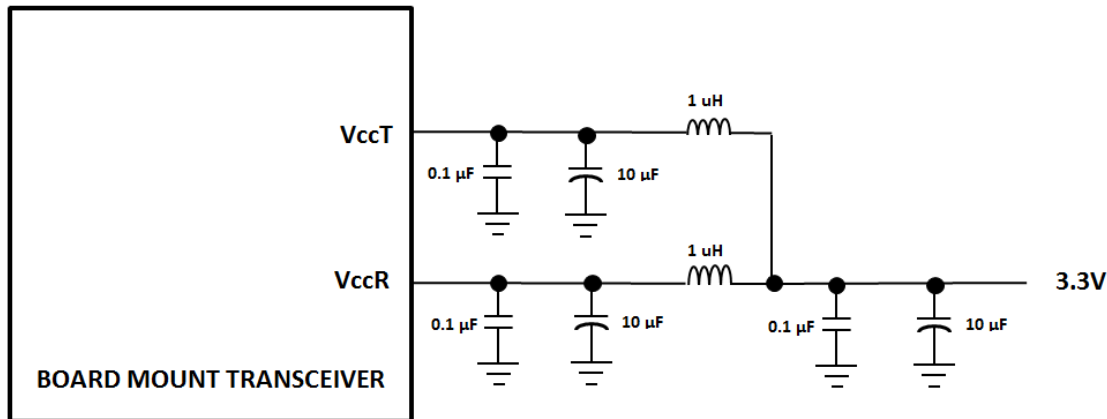 1 uH
VccT
0.1 µF
10 µF
1 uH
VccR
3.3V
0.1 µF
10 µF
0.1 µF
10 µF
BOARD MOUNT TRANSCEIVER